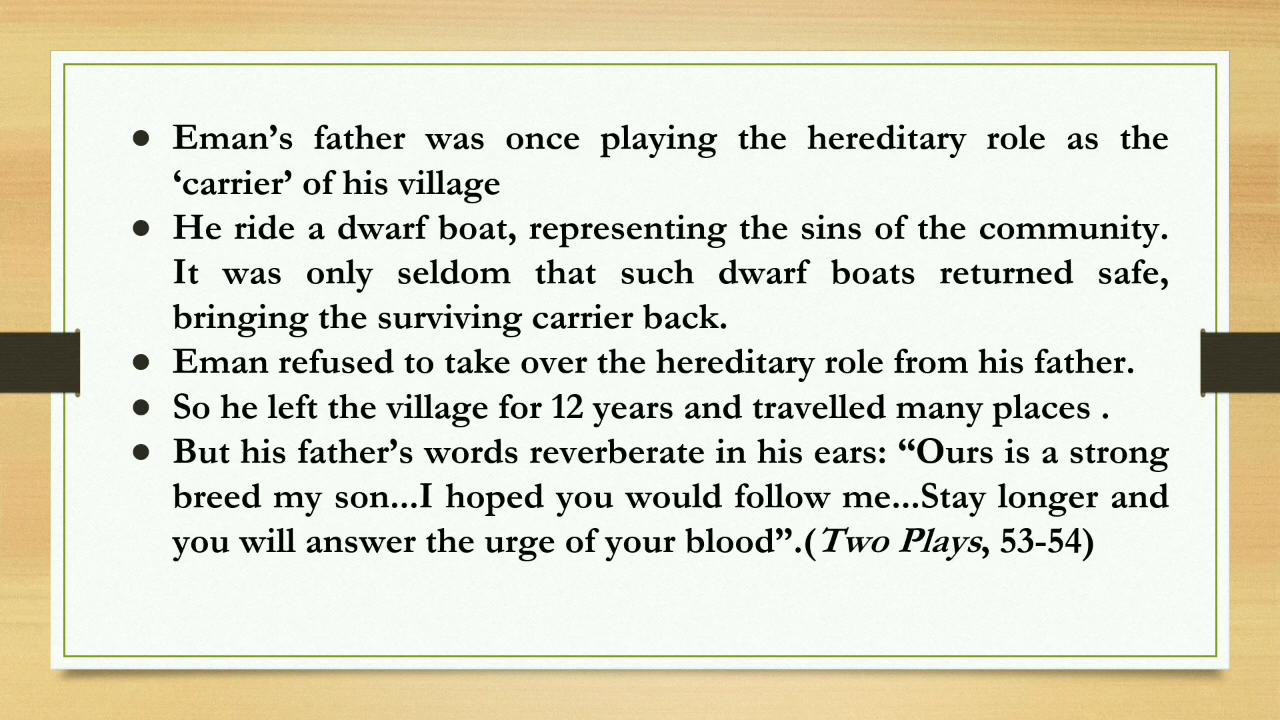 ● Eman’s father was once playing the hereditary role as the
‘carrier’ of his village
● He ride a dwarf boat, representing the sins of the community.
It was only seldom that such dwarf boats returned safe,
bringing the surviving carrier back.
● Eman refused to take over the hereditary role from his father.
● So he left the village for 12 years and travelled many places .
● But his father’s words reverberate in his ears: “Ours is a strong
breed my son...I hoped you would follow me...Stay longer and
you will answer the urge of your blood”.(Two Plays, 53-54)